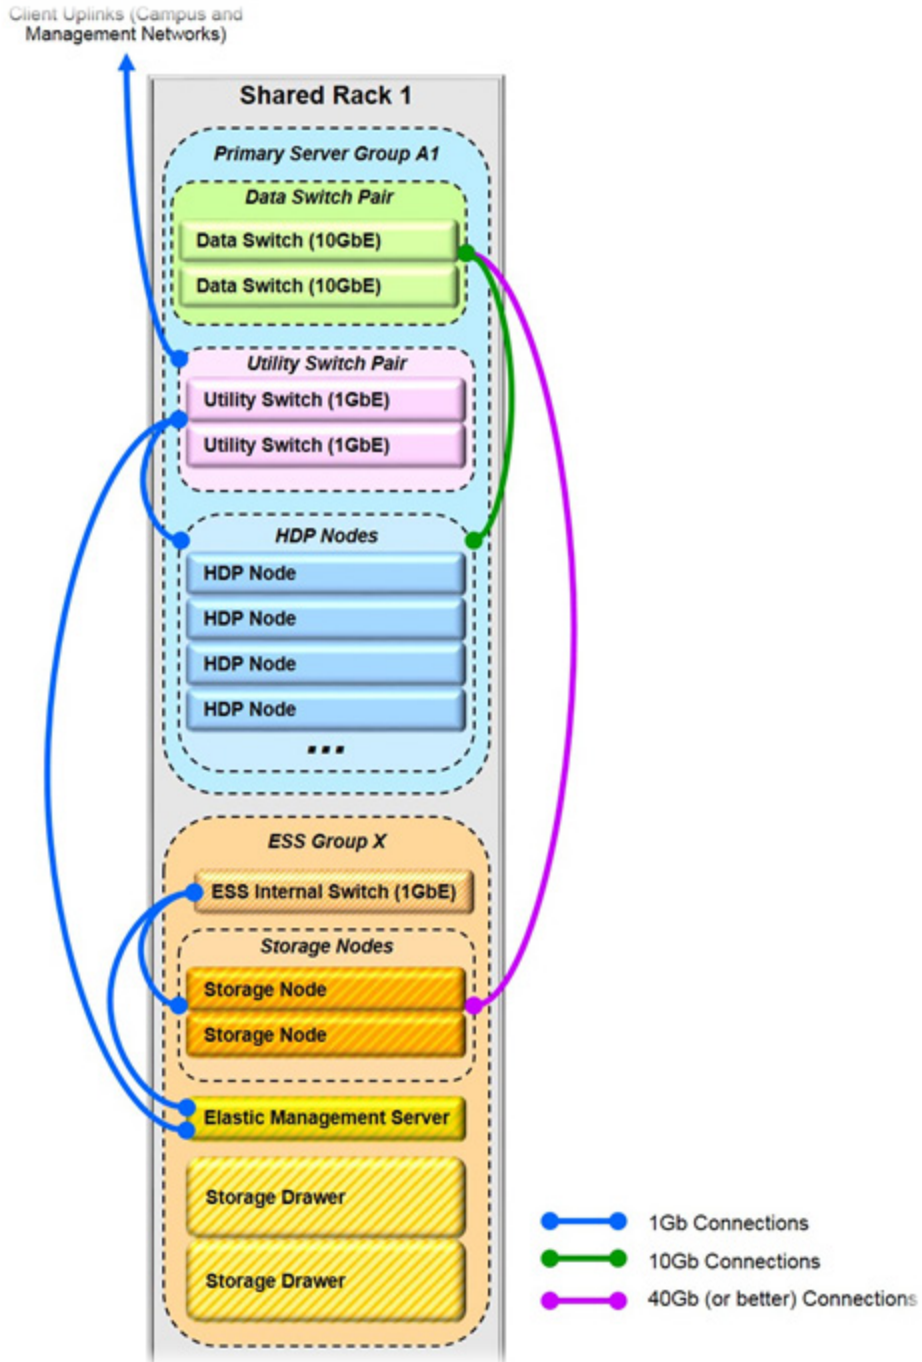 Client Uplinks (Campus and
Management Networks)
Shared Rack 1
Primary Server Group A1
Data Switch Pair
Data Switch (10GbE)
Data Switch (10GbE)
Utility Switch Pair
Utility Switch (1GbE)
Utility Switch (1GbE)
HDP Nodes
HDP Node
HDP Node
HDP Node
HDP Node
...
ESS Group X
ESS Internal Switch (1GbE)
Storage Nodes
Storage Node
Storage Node
Elastic Management Server
Storage Drawer
Storage Drawer
1Gb Connections
10Gb Connections
40Gb (or better) Connections